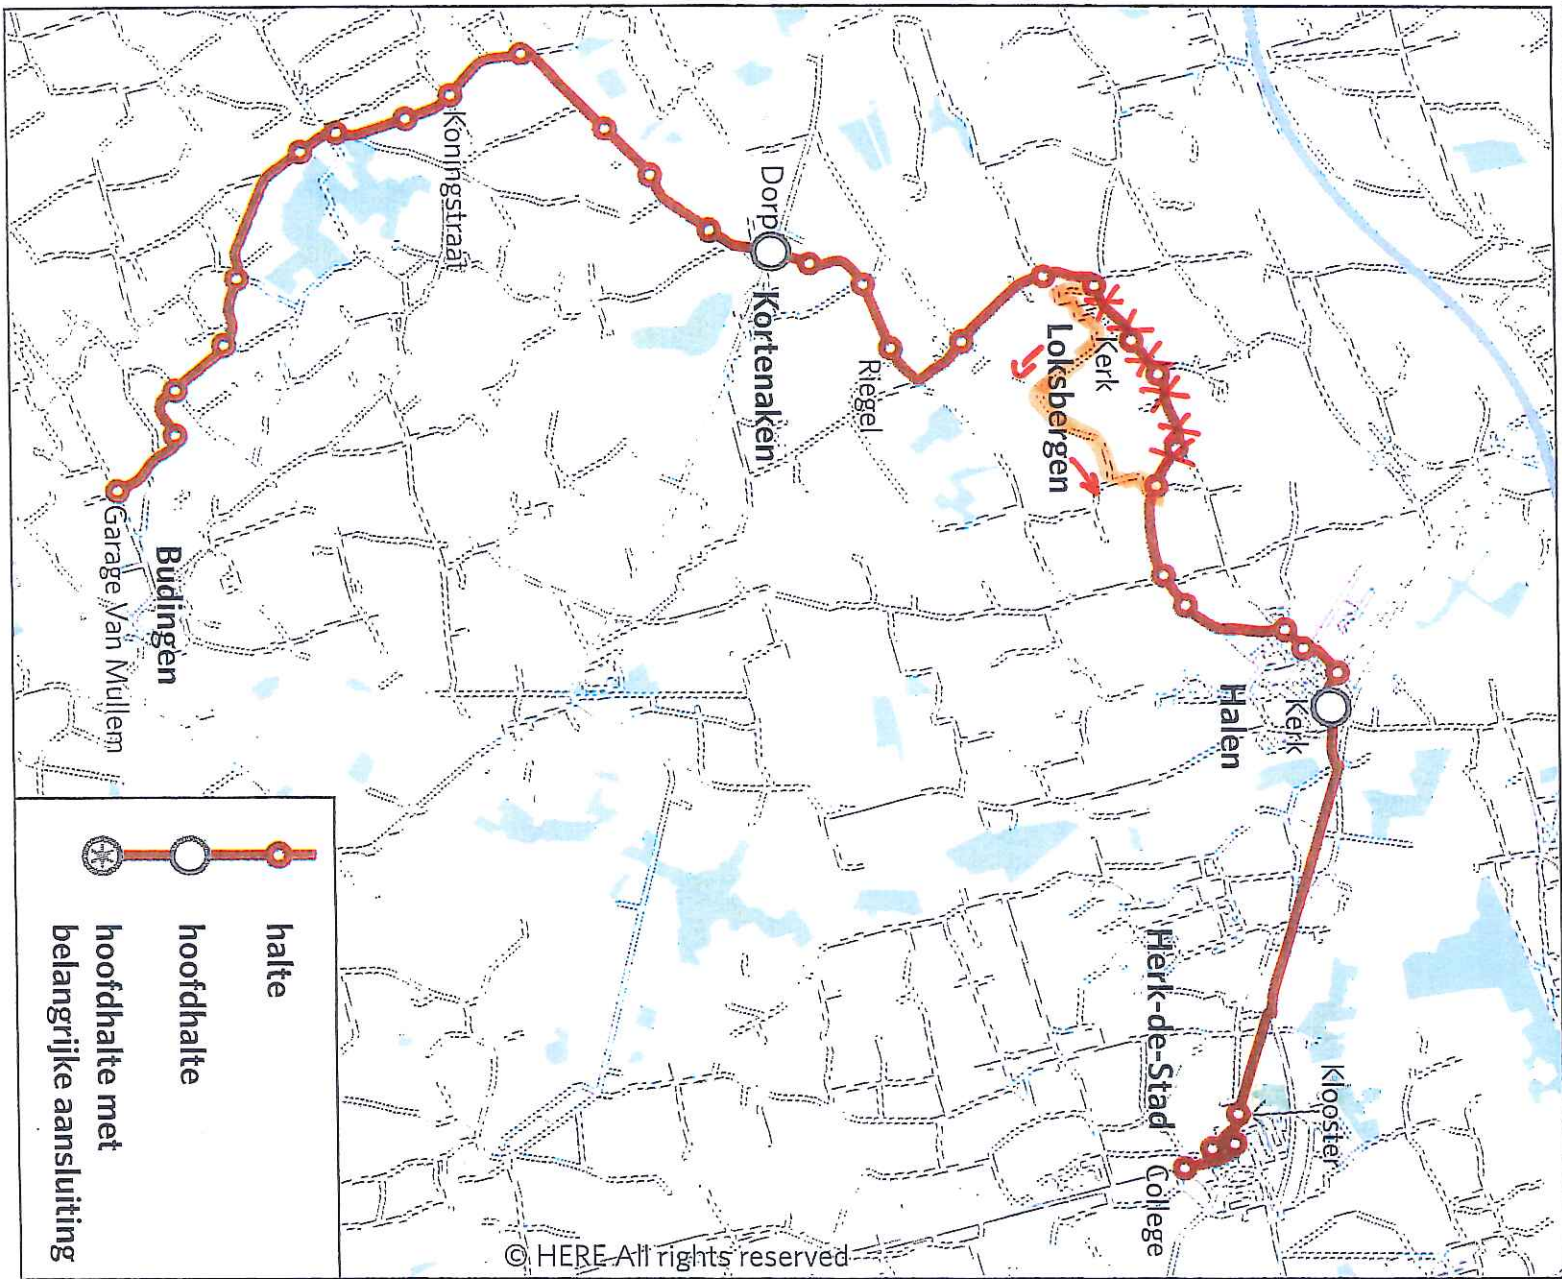 Klooster
College
Herk-de-Stad
Kerk
Halen
Kerk
Loksbergen
Riegel
Dorp
Kortenaken
Koningstraat
Budingen
Garage Van Mullem
halte
hoofdhalte
hoofdhalte met
belangrijke aansluiting
© HERE All rights reserved